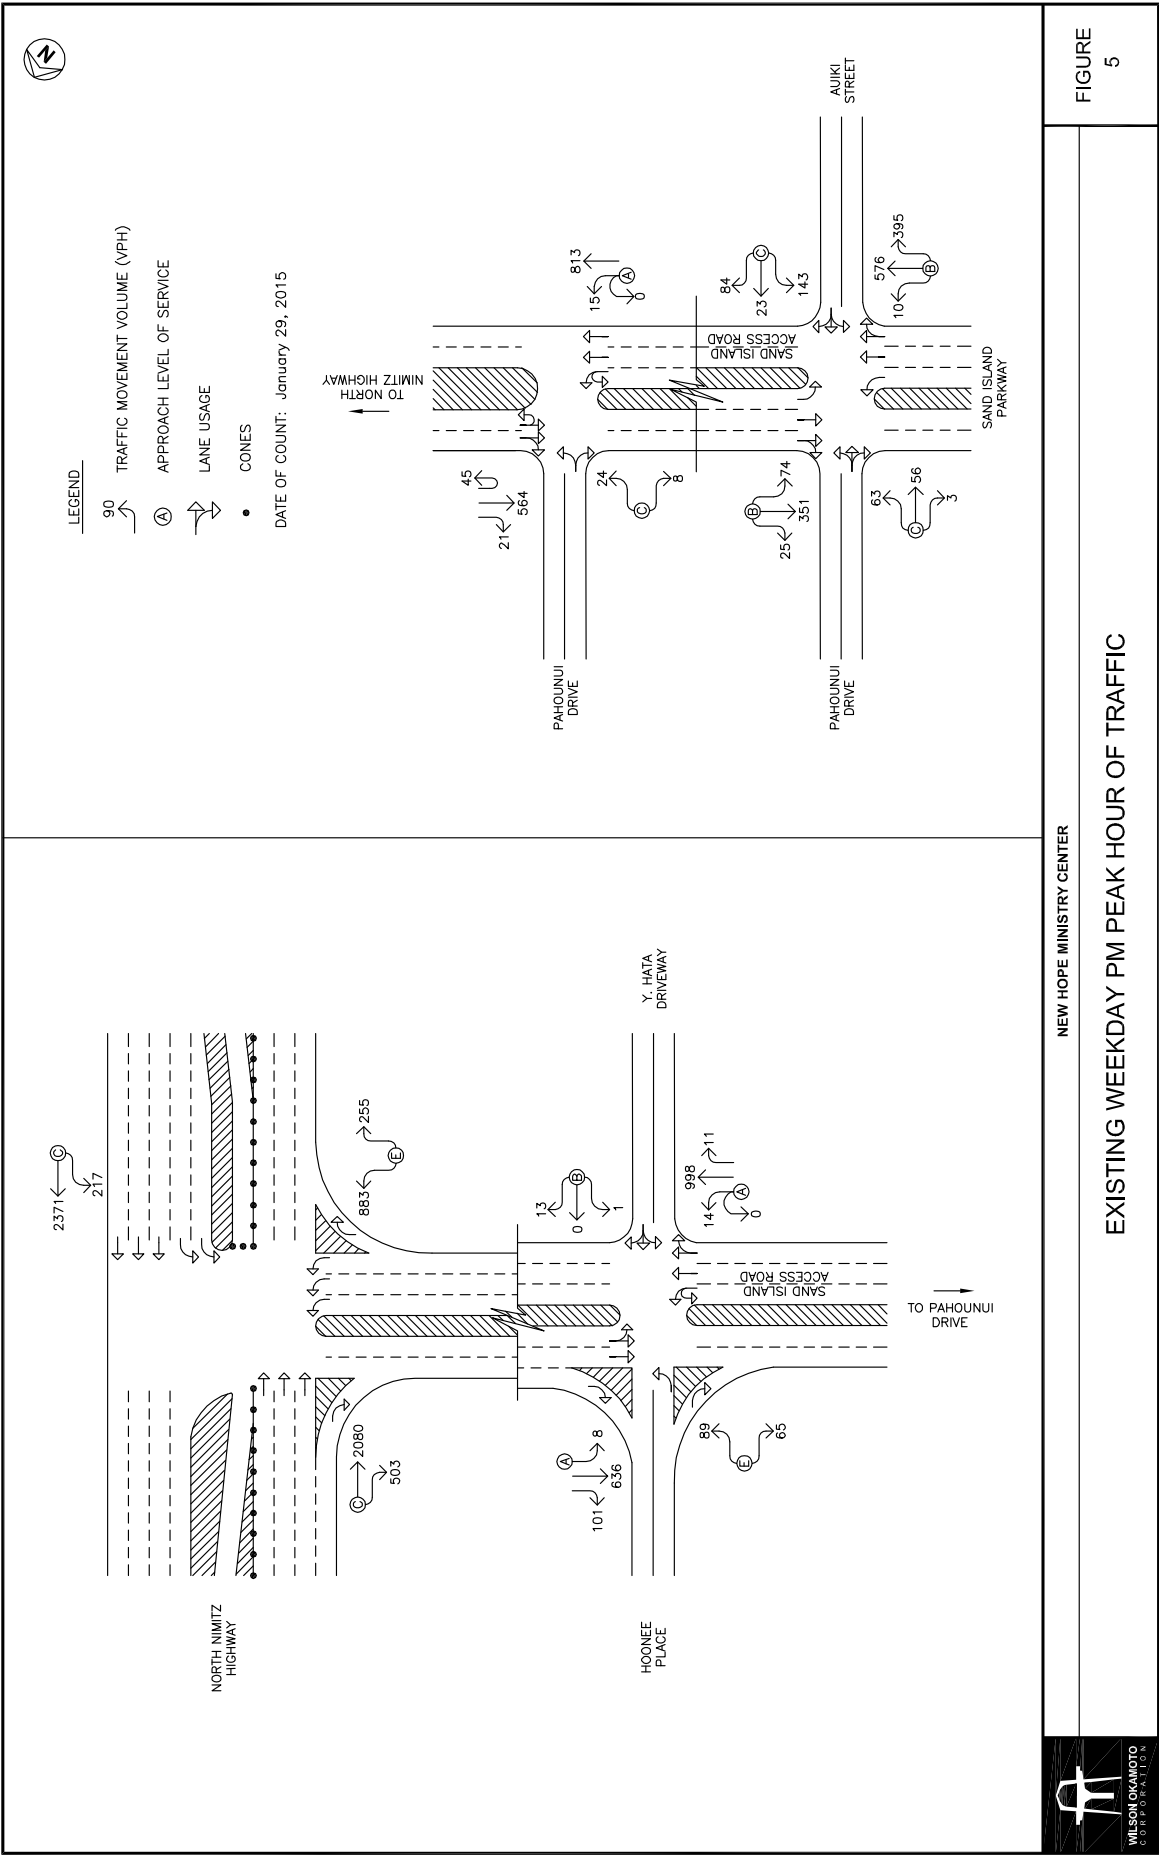 NORTH NIMITZ
HIGHWAY
2371
C
217
C
2080
503
883
255
E
A
101
636
8
13
0
B
1
HOONEE
PLACE
Y. HATA
DRIVEWAY
89
E
65
998
14
11
A
0
SAND ISLAND
ACCESS ROAD
TO PAHOUNUI
DRIVE
LEGEND
90
TRAFFIC MOVEMENT VOLUME (VPH)
A
APPROACH LEVEL OF SERVICE
LANE USAGE
CONES
DATE OF COUNT: January 29, 2015
N
TO NORTH
NIMITZ HIGHWAY
45
21
564
813
15
A
0
PAHOUNUI
DRIVE
24
C
8
SAND ISLAND
ACCESS ROAD
84
C
23
143
B
74
25
351
PAHOUNUI
DRIVE
AUIKI
STREET
63
C
56
3
576
395
10
B
SAND ISLAND
PARKWAY
WILSON OKAMOTO
CORPORATION
NEW HOPE MINISTRY CENTER
EXISTING WEEKDAY PM PEAK HOUR OF TRAFFIC
FIGURE
5